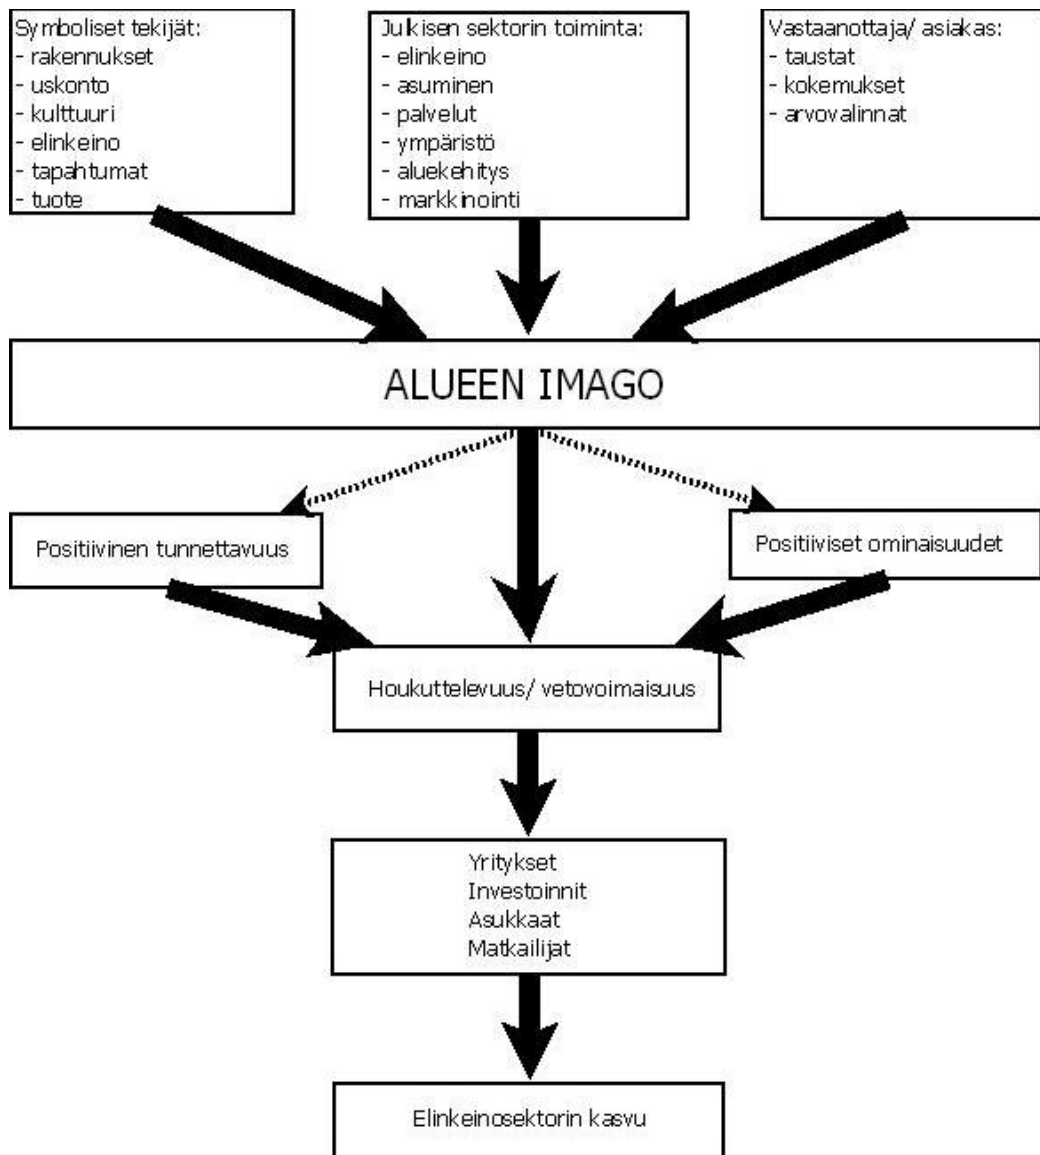 Symboliset tekijät:
- rakennukset
- uskonto
- kulttuuri
- elinkeino
- tapahtumat
- tuote
Julkisen sektorin toiminta:
- elinkeino
- asuminen
- palvelut
- ympäristö
- aluekehitys
- markkinointi
Vastaanottaja/ asiakas:
- taustat
- kokemukset
- arvovalinnat
ALUEEN IMAGO
Positiivinen tunnettavuus
Positiiviset ominaisuudet
Houkuttelevuus/ vetovoimaisuus
Yritykset
Investoinnit
Asukkaat
Matkailijat
Elinkeinosektorin kasvu